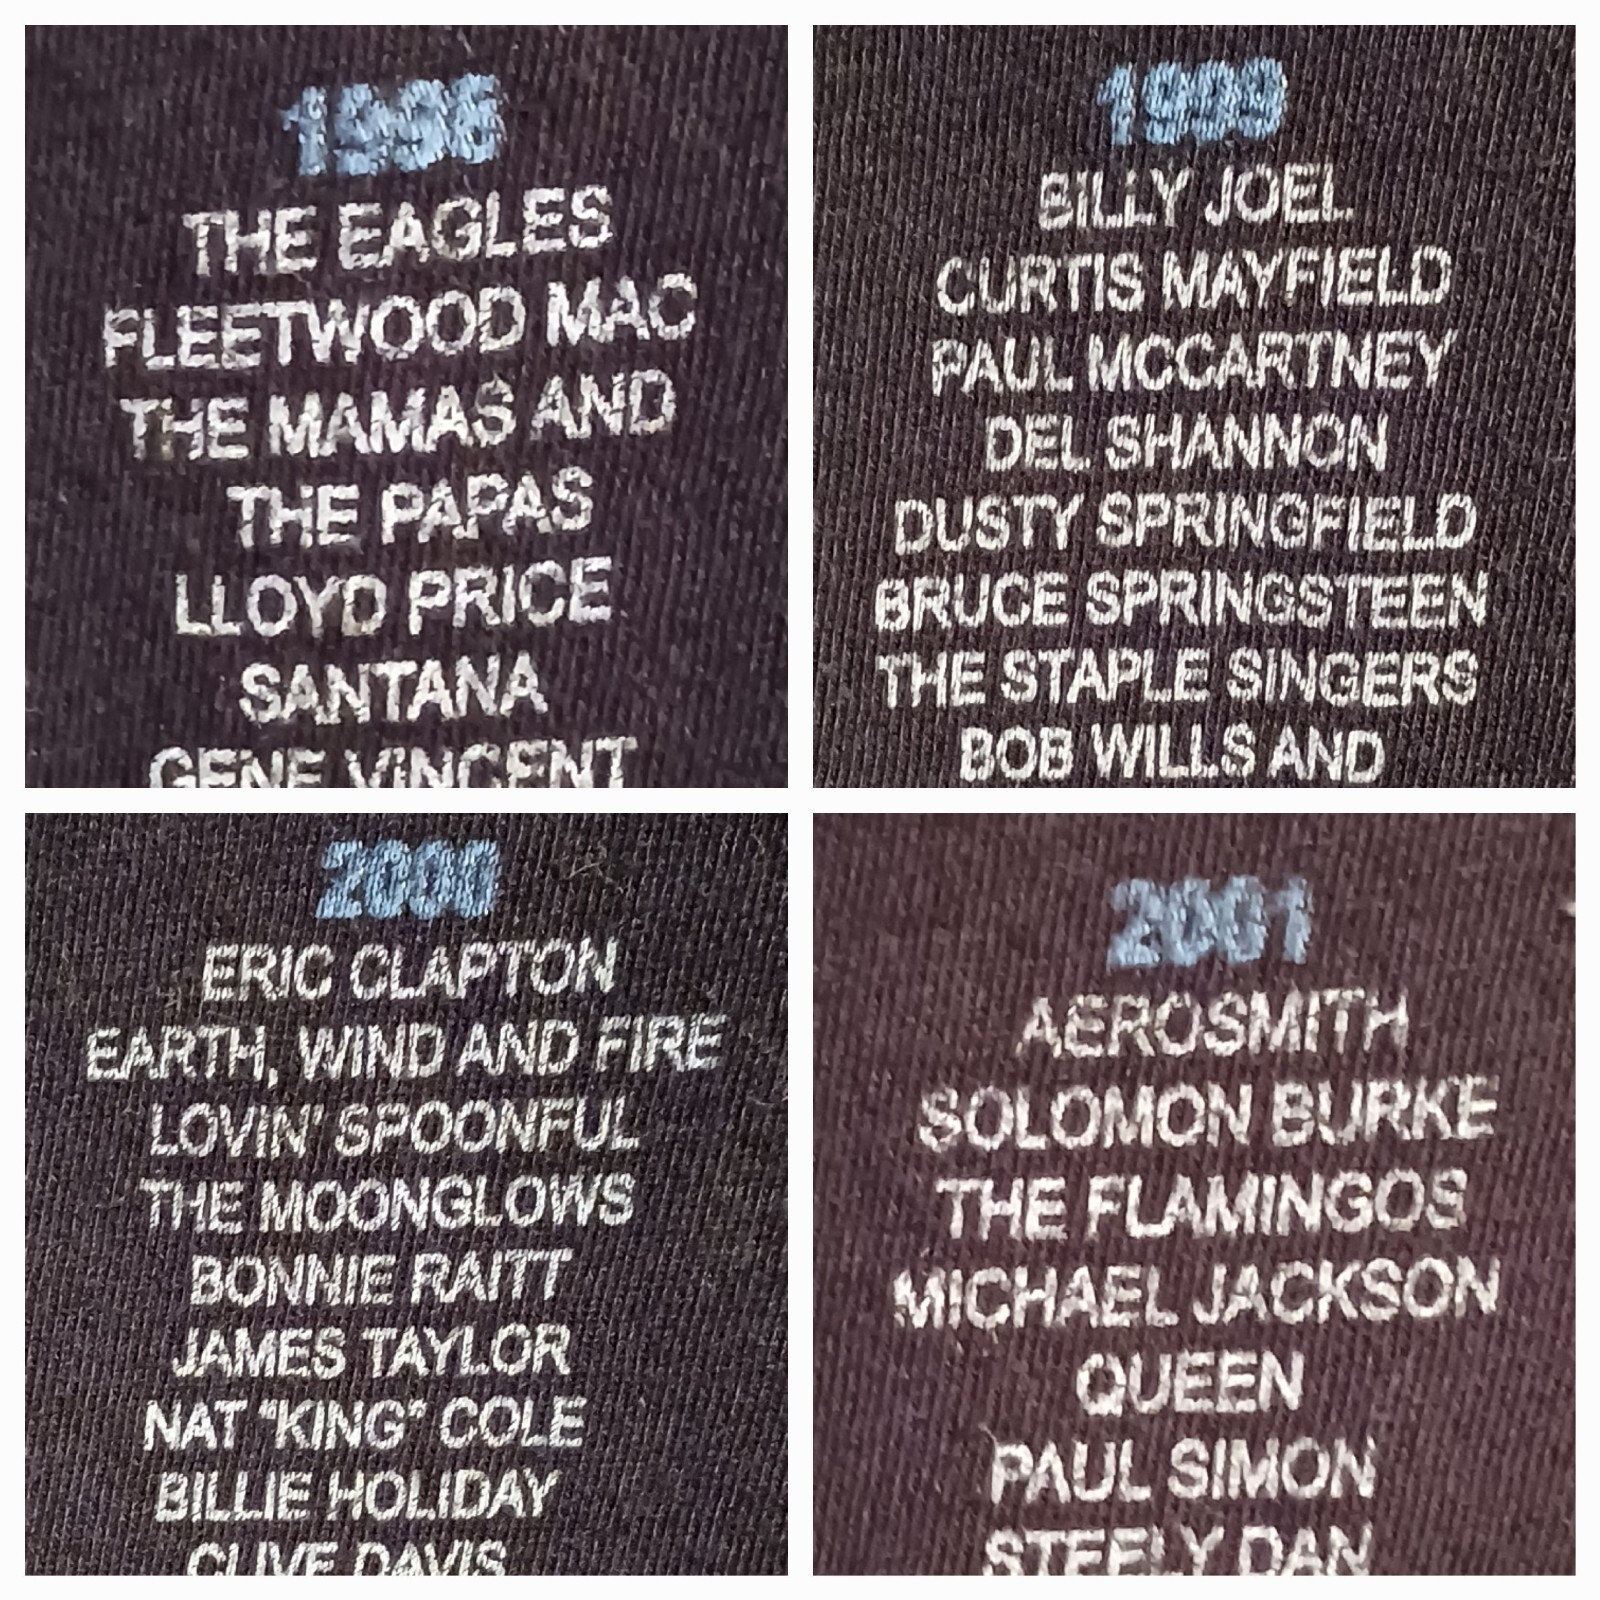 1998
THE EAGLES
FLEETWOOD MAC
THE MAMAS AND
THE PAPAS
LLOYD PRICE
SANTANA
GENE VINCENT
1999
BILLY JOEL
CURTIS MAYFIELD
PAUL MCCARTNEY
DEL SHANNON
DUSTY SPRINGFIELD
BRUCE SPRINGSTEEN
THE STAPLE SINGERS
BOB WILLS AND
2000
ERIC CLAPTON
EARTH, WIND AND FIRE
LOVIN' SPOONFUL
THE MOONGLOWS
BONNIE RAITT
JAMES TAYLOR
NAT "KING" COLE
BILLIE HOLIDAY
CLIVE DAVIS
2001
AEROSMITH
SOLOMON BURKE
THE FLAMINGOS
MICHAEL JACKSON
QUEEN
PAUL SIMON
STEELY DAN